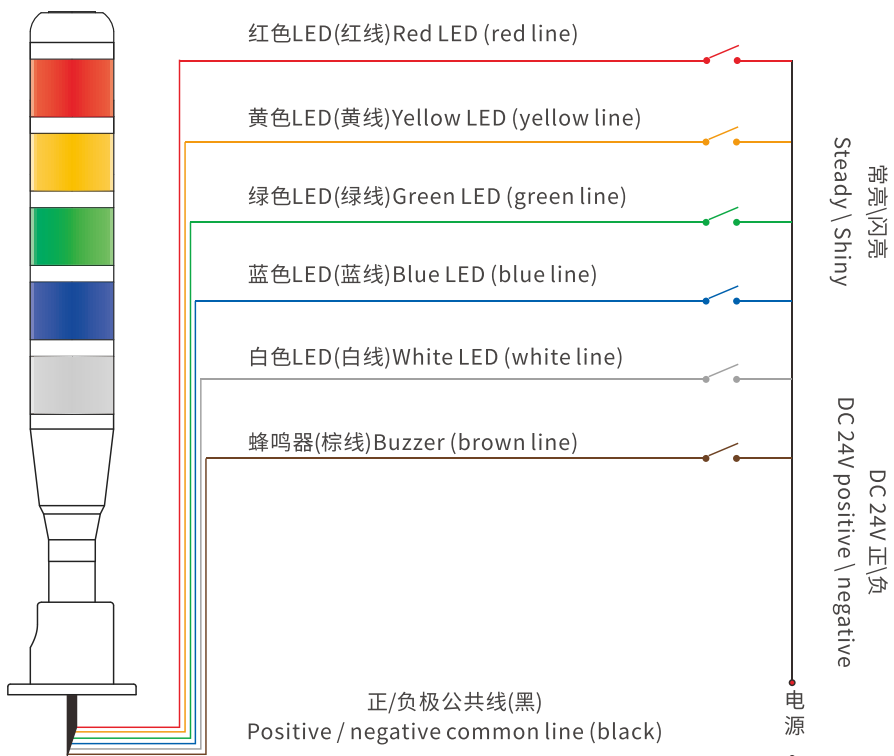 红色LED(红线)Red LED (red line)
黄色LED(黄线)Yellow LED (yellow line)
绿色LED(绿线)Green LED (green line)
蓝色LED(蓝线)Blue LED (blue line)
白色LED(白线)White LED (white line)
蜂鸣器(棕线)Buzzer (brown line)
常亮\闪亮
Steady \ Shiny
DC 24V 正\负
DC 24V positive \ negative
正/负极公共线(黑)
Positive / negative common line (black)
电源